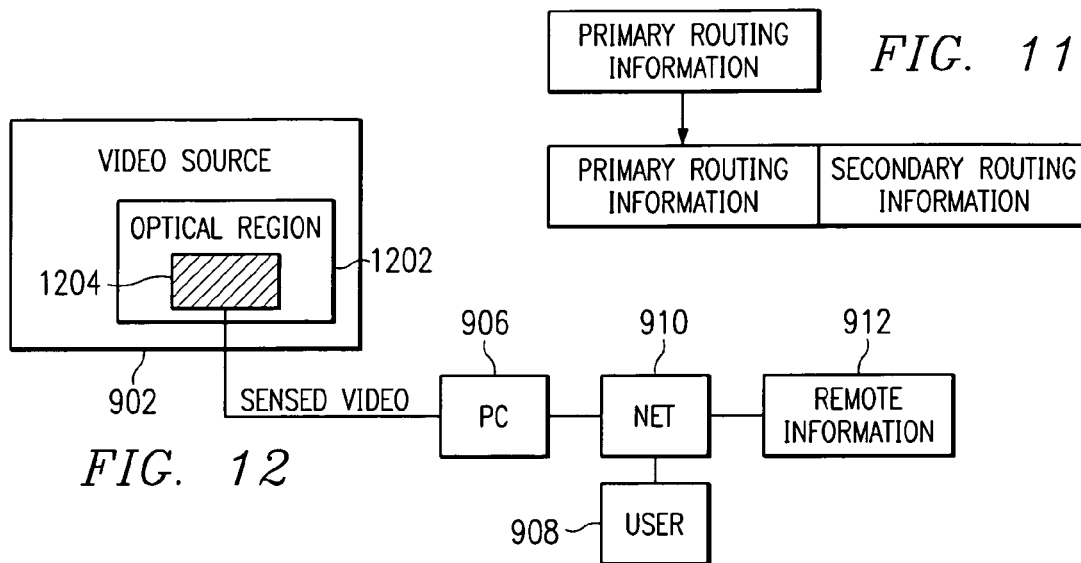 PRIMARY ROUTING
INFORMATION
FIG. 11
PRIMARY ROUTING
INFORMATION
SECONDARY ROUTING
INFORMATION
VIDEO SOURCE
OPTICAL REGION
1202
1204
902
SENSED VIDEO
906
PC
910
NET
912
REMOTE
INFORMATION
908
USER
FIG. 12